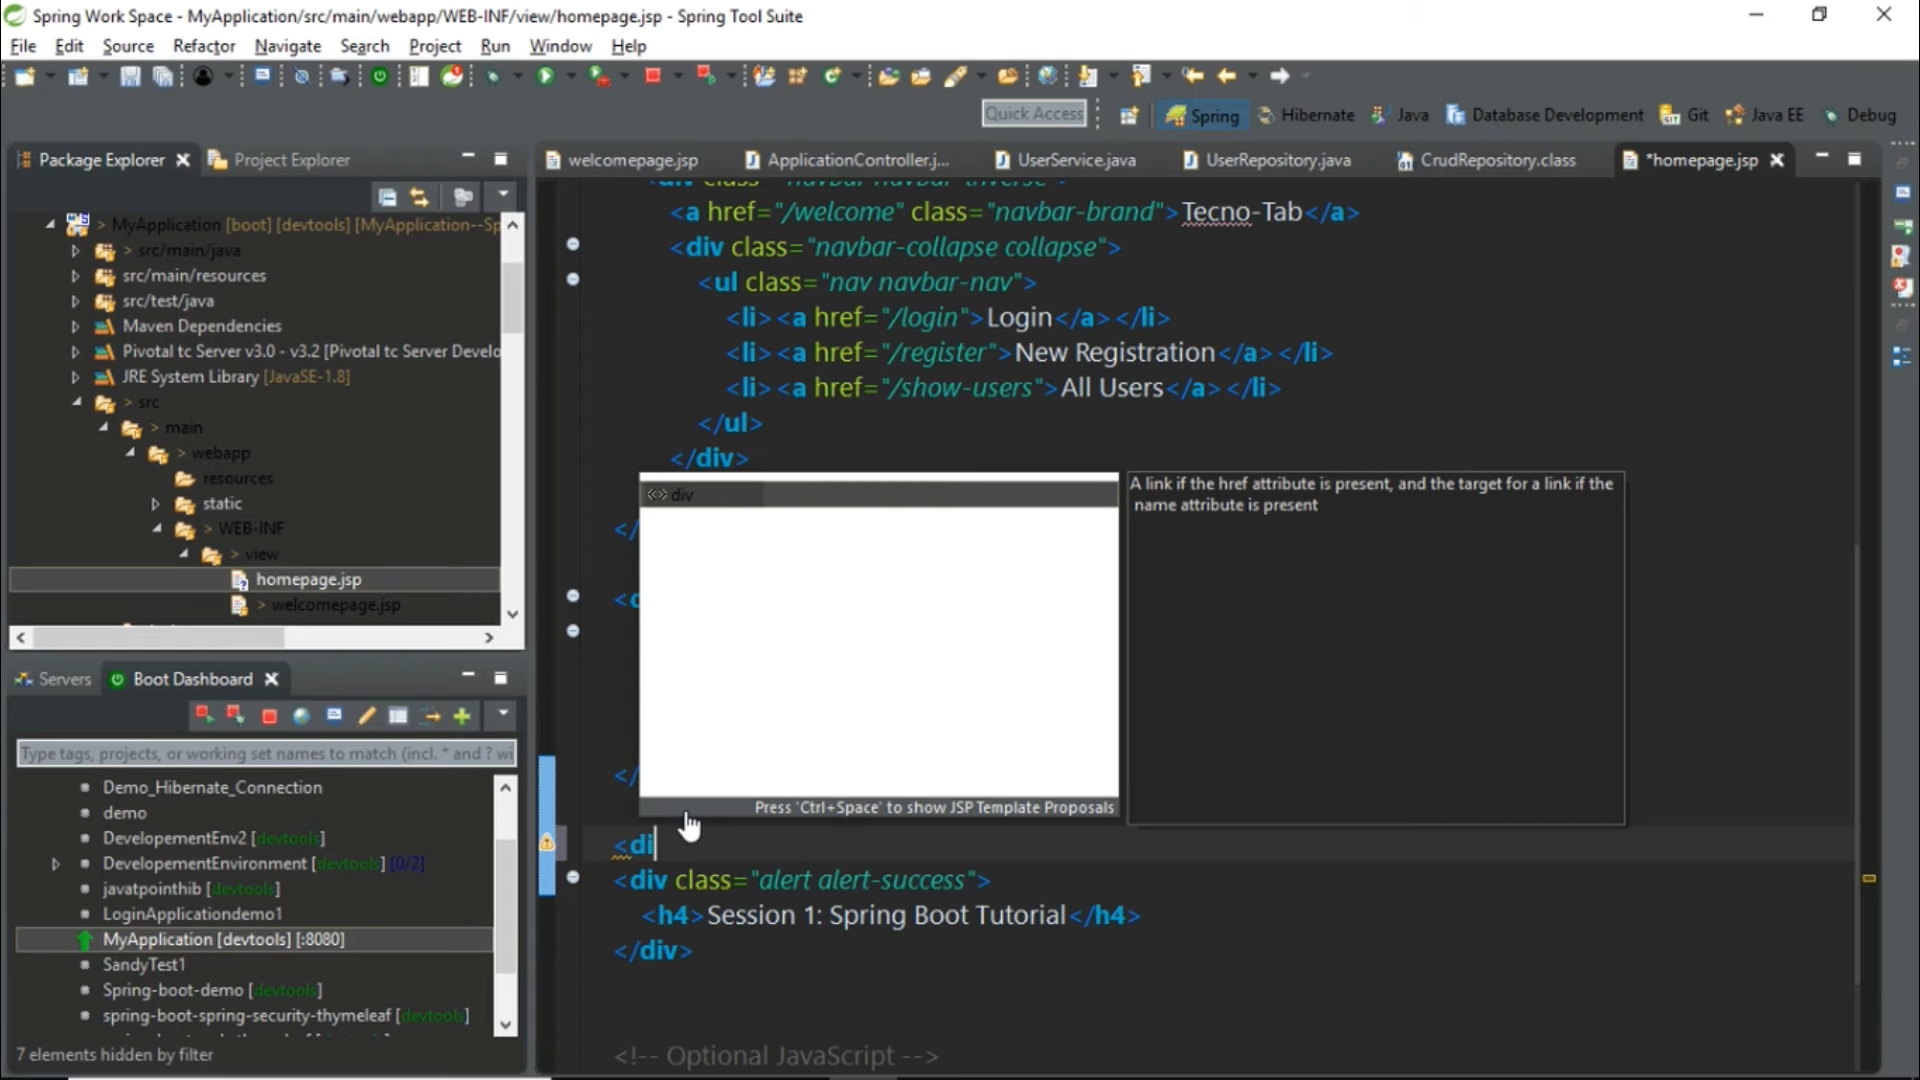 Spring Work Space - MyApplication/src/main/webapp/WEB-INF/view/homepage.jsp - Spring Tool Suite
File Edit Source Refactor Navigate Search Project Run Window Help
Quick Access Spring Hibernate Java Database Development Git Java EE Debug
Package Explorer Project Explorer
welcomepage.jsp ApplicationController.j... UserService.java UserRepository.java CrudRepository.class *homepage.jsp
> MyApplication [boot] [devtools] [MyApplication--Sp
> src/main/java
src/main/resources
src/test/java
Maven Dependencies
Pivotal tc Server v3.0 - v3.2 [Pivotal tc Server Develo
JRE System Library [JavaSE-1.8]
> src
> main
> webapp
resources
static
> WEB-INF
> view
homepage.jsp
> welcomepage.jsp
<div class="navbar navbar-inverse">
<a href="/welcome" class="navbar-brand">Tecno-Tab</a>
<div class="navbar-collapse collapse">
<ul class="nav navbar-nav">
<li><a href="/login">Login</a></li>
<li><a href="/register">New Registration</a></li>
<li><a href="/show-users">All Users</a></li>
</ul>
</div>
<> div
A link if the href attribute is present, and the target for a link if the
name attribute is present
</
<
</
Press 'Ctrl+Space' to show JSP Template Proposals
<di
<div class="alert alert-success">
<h4>Session 1: Spring Boot Tutorial</h4>
</div>
<!-- Optional JavaScript -->
Servers Boot Dashboard
Type tags, projects, or working set names to match (incl. * and ? wi
Demo_Hibernate_Connection
demo
DevelopementEnv2 [devtools]
DevelopementEnvironment [devtools] [0/2]
javatpointhib [devtools]
LoginApplicationdemo1
MyApplication [devtools] [:8080]
SandyTest1
Spring-boot-demo [devtools]
spring-boot-spring-security-thymeleaf [devtools]
7 elements hidden by filter